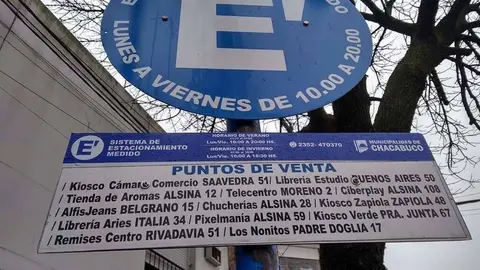 E'
LUNES A VIERNES DE 10.00 A 20.00
E' SISTEMA DE ESTACIONAMIENTO MEDIDO
HORARIO DE VERANO
HORARIO DE INVIERNO
2352-470370
MUNICIPALIDAD DE
CHACABUCO
PUNTOS DE VENTA
/ Kiosco Cámara Comercio SAAVEDRA 51/ Librería Estudio BUENOS AIRES 50
/ Tienda de Aromas ALSINA 12 / Telecentro MORENO 2 / Ciberplay ALSINA 108
/ AlfisJeans BELGRANO 15 / Chucherías ALSINA 28 / Kiosco Zapiola ZAPIOLA 48
/ Librería Aries ITALIA 34 / Pixelmanía ALSINA 59 / Kiosco Verde PRA. JUNTA 67
/ Remises Centro RIVADAVIA 51 / Los Nonitos PADRE DOGLIA 17